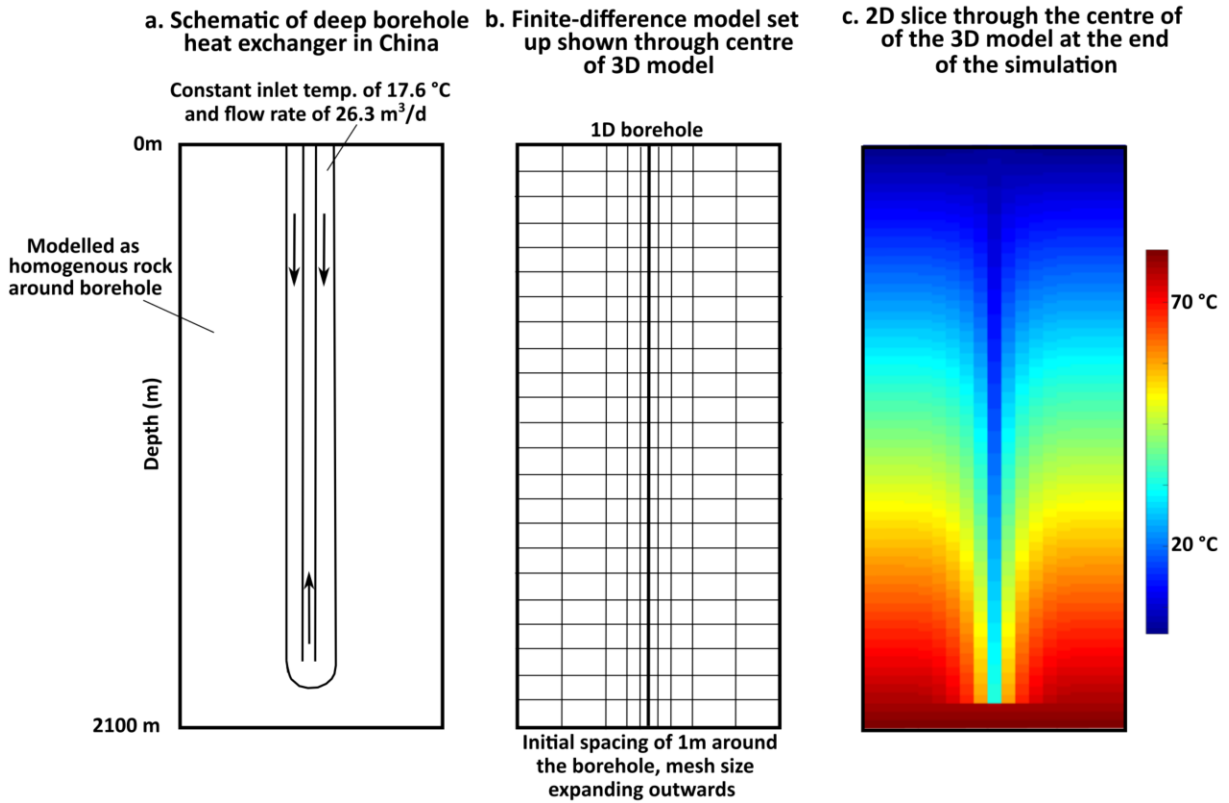 a. Schematic of deep borehole
heat exchanger in China
Constant inlet temp. of 17.6 °C
and flow rate of 26.3 m³/d
0m
Modelled as
homogenous rock
around borehole
Depth (m)
2100 m
b. Finite-difference model set
up shown through centre
of 3D model
1D borehole
Initial spacing of 1m around
the borehole, mesh size
expanding outwards
c. 2D slice through the centre of
of the 3D model at the end
of the simulation
70 °C
20 °C